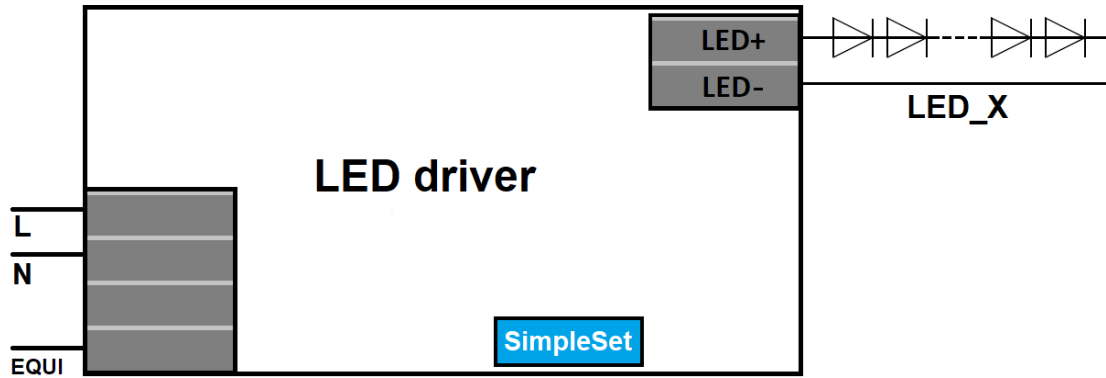 LED+
LED-
LED_X
LED driver
L
N
SimpleSet
EQUI